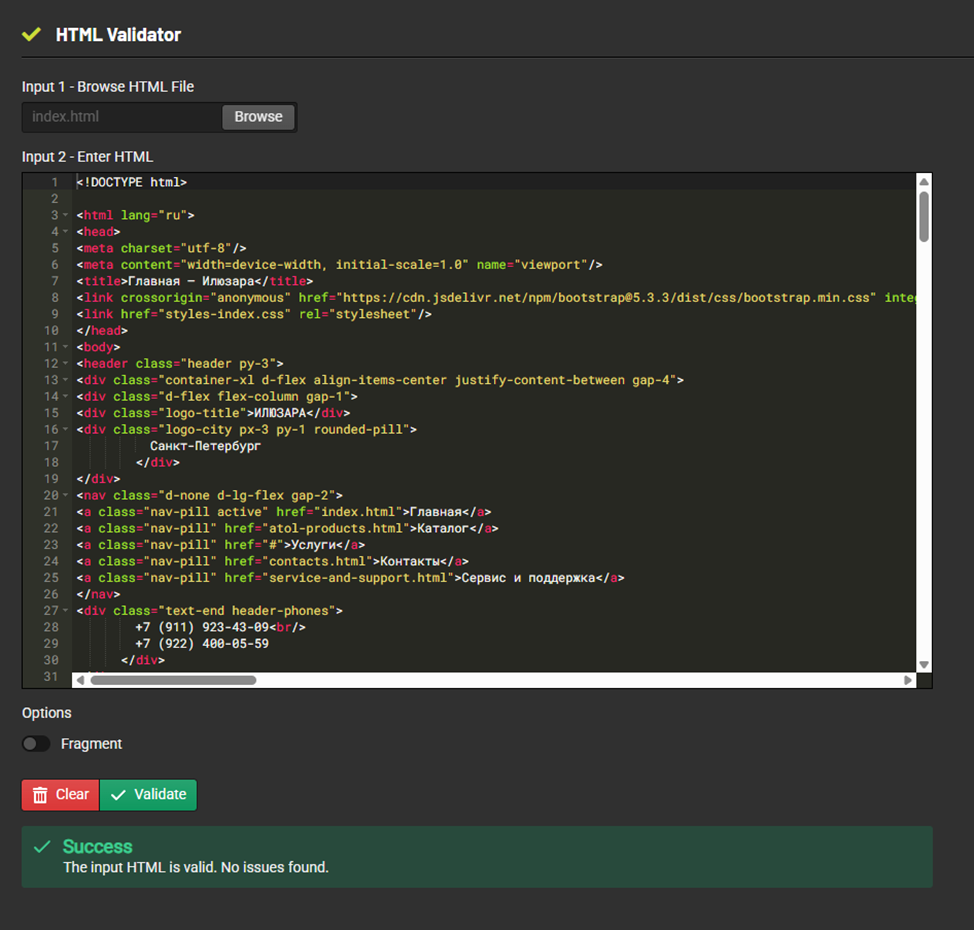 HTML Validator
Input 1 - Browse HTML File
index.html Browse
Input 2 - Enter HTML
1 <!DOCTYPE html>
2
3 <html lang="ru">
4 <head>
5 <meta charset="utf-8"/>
6 <meta content="width=device-width, initial-scale=1.0" name="viewport"/>
7 <title>Главная — Илюзара</title>
8 <link crossorigin="anonymous" href="https://cdn.jsdelivr.net/npm/bootstrap@5.3.3/dist/css/bootstrap.min.css" integ
9 <link href="styles-index.css" rel="stylesheet"/>
10 </head>
11 <body>
12 <header class="header py-3">
13 <div class="container-xl d-flex align-items-center justify-content-between gap-4">
14 <div class="d-flex flex-column gap-1">
15 <div class="logo-title">ИЛЮЗАРА</div>
16 <div class="logo-city px-3 py-1 rounded-pill">
17 Санкт-Петербург
18 </div>
19 </div>
20 <nav class="d-none d-lg-flex gap-2">
21 <a class="nav-pill active" href="index.html">Главная</a>
22 <a class="nav-pill" href="atol-products.html">Каталог</a>
23 <a class="nav-pill" href="#">Услуги</a>
24 <a class="nav-pill" href="contacts.html">Контакты</a>
25 <a class="nav-pill" href="service-and-support.html">Сервис и поддержка</a>
26 </nav>
27 <div class="text-end header-phones">
28 +7 (911) 923-43-09<br/>
29 +7 (922) 400-05-59
30 </div>
31
Options
Fragment
Clear Validate
Success
The input HTML is valid. No issues found.